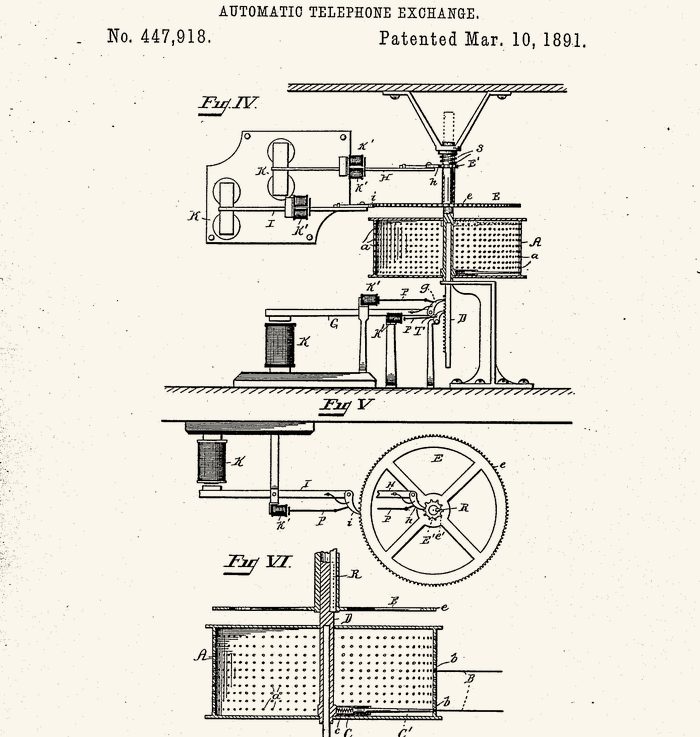 AUTOMATIC TELEPHONE EXCHANGE.
No. 447,918. Patented Mar. 10, 1891.
Fig. IV.
K' S
K E'
H h
K'
i e E
K I K'
a A
a
K' P g
G K' P T D
K
Fig V
K E e
I H
K' P i P h R
E' e'
Fig VI.
R
E e
D
A b
B
a b
c C C'